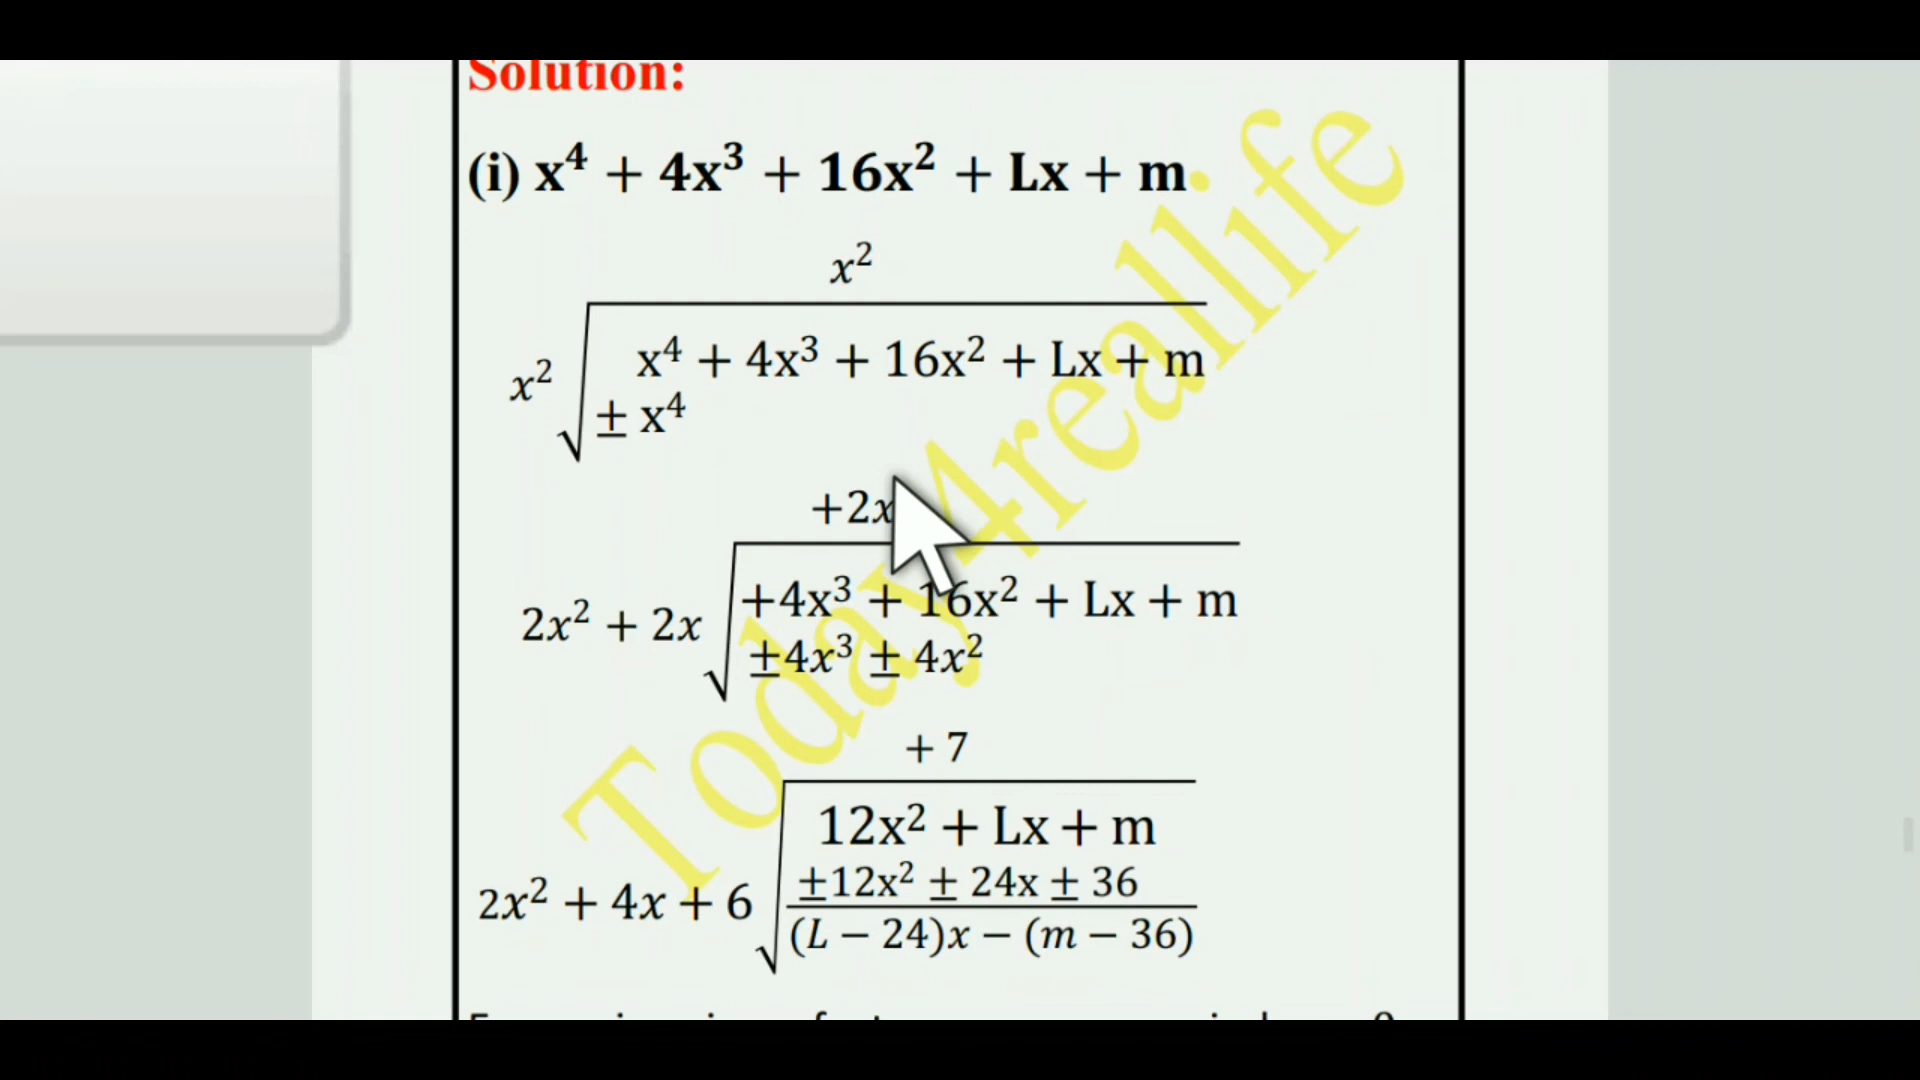 Solution:
(i) x⁴ + 4x³ + 16x² + Lx + m
x²
x² √ x⁴ + 4x³ + 16x² + Lx + m
± x⁴
+2x
2x² + 2x √ +4x³ + 16x² + Lx + m
±4x³ ± 4x²
+ 7
12x² + Lx + m
2x² + 4x + 6 √ ±12x² ± 24x ± 36
(L − 24)x − (m − 36)
Today4reallife